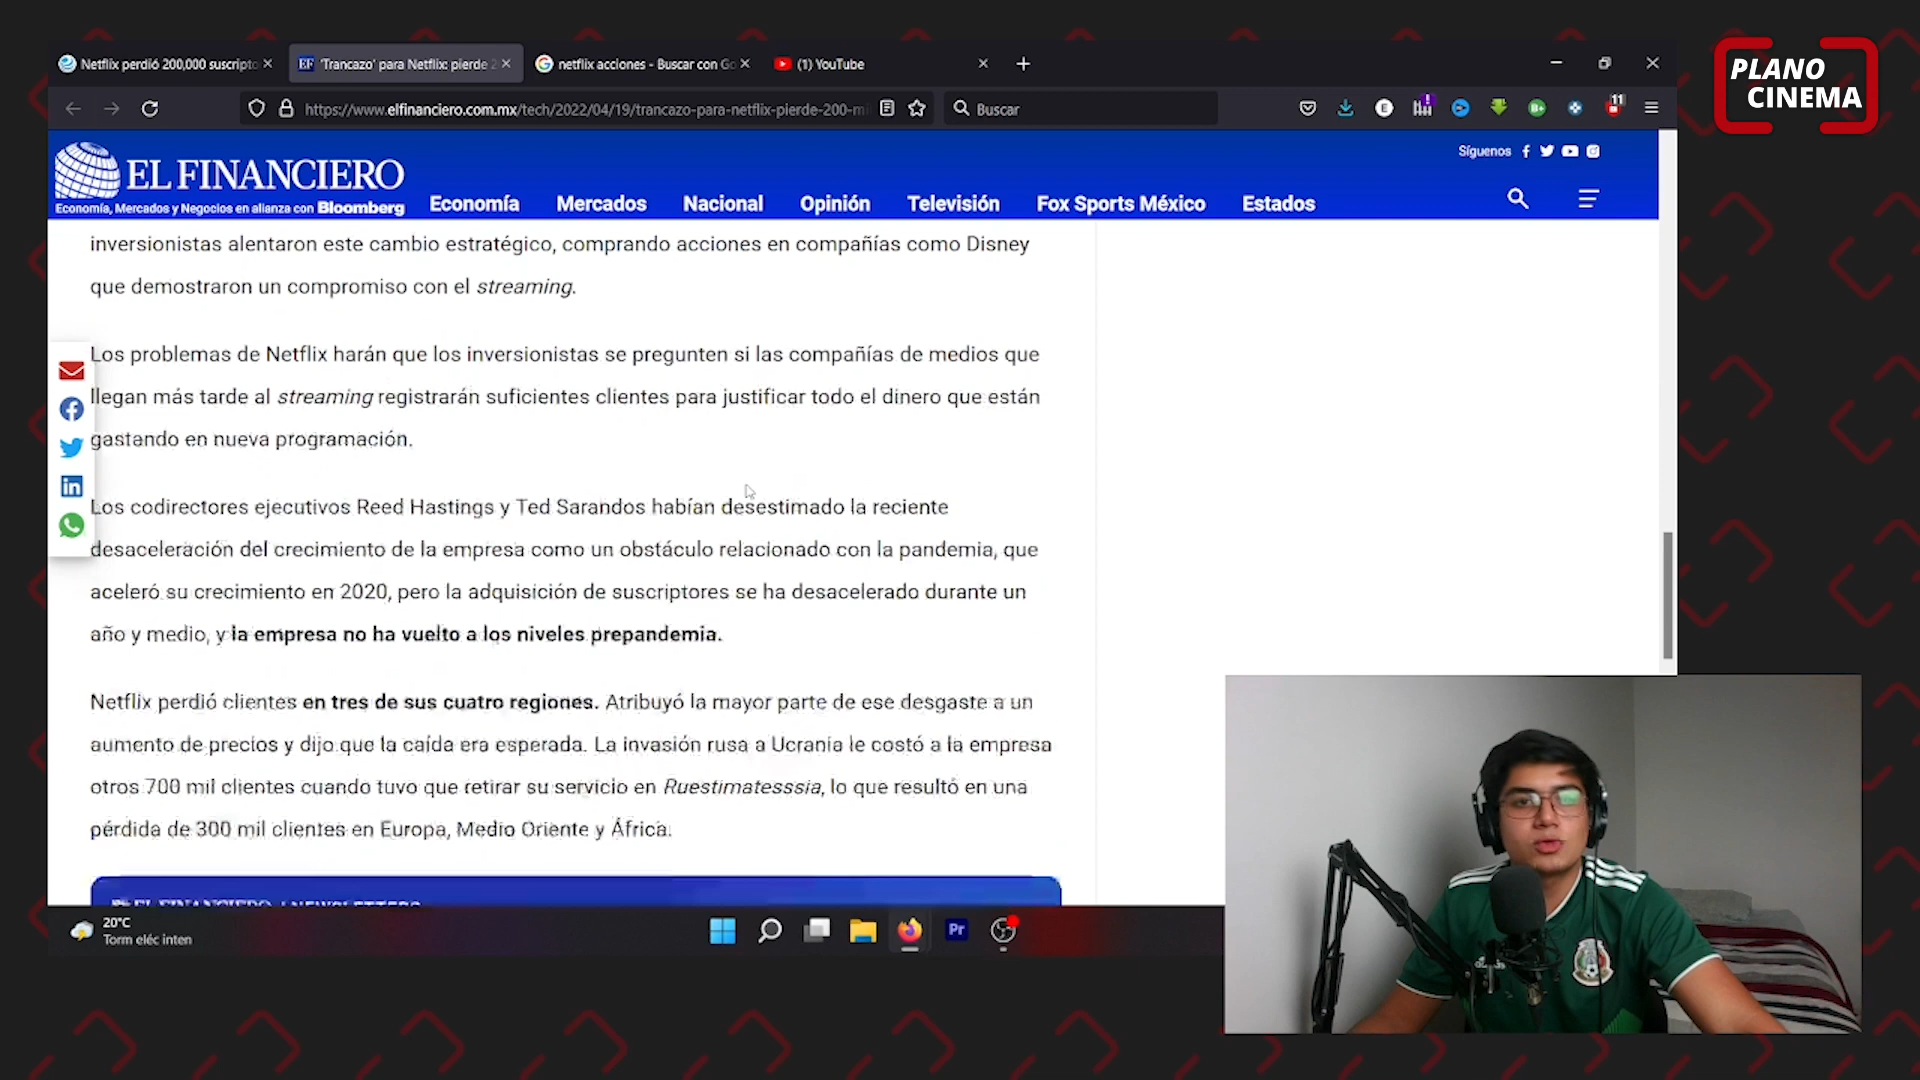 PLANO
CINEMA
Netflix perdió 200,000 suscripto
EF 'Trancazo' para Netflix: pierde 2
netflix acciones - Buscar con Go
(1) YouTube
https://www.elfinanciero.com.mx/tech/2022/04/19/trancazo-para-netflix-pierde-200-m
Buscar
11
EL FINANCIERO
Economía, Mercados y Negocios en alianza con Bloomberg
Síguenos
Economía Mercados Nacional Opinión Televisión Fox Sports México Estados
inversionistas alentaron este cambio estratégico, comprando acciones en compañías como Disney
que demostraron un compromiso con el streaming.
Los problemas de Netflix harán que los inversionistas se pregunten si las compañías de medios que
llegan más tarde al streaming registrarán suficientes clientes para justificar todo el dinero que están
gastando en nueva programación.
Los codirectores ejecutivos Reed Hastings y Ted Sarandos habían desestimado la reciente
desaceleración del crecimiento de la empresa como un obstáculo relacionado con la pandemia, que
aceleró su crecimiento en 2020, pero la adquisición de suscriptores se ha desacelerado durante un
año y medio, y la empresa no ha vuelto a los niveles prepandemia.
Netflix perdió clientes en tres de sus cuatro regiones. Atribuyó la mayor parte de ese desgaste a un
aumento de precios y dijo que la caída era esperada. La invasión rusa a Ucrania le costó a la empresa
otros 700 mil clientes cuando tuvo que retirar su servicio en Ruestimatesssia, lo que resultó en una
pérdida de 300 mil clientes en Europa, Medio Oriente y África.
EL FINANCIERO / NEWSLETTERS
20°C
Torm eléc inten
Pr